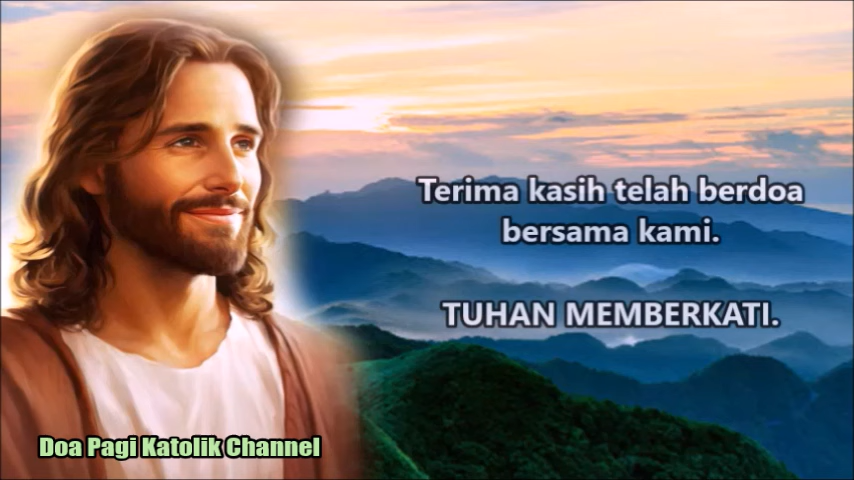 Terima kasih telah berdoa
bersama kami.
TUHAN MEMBERKATI.
Doa Pagi Katolik Channel